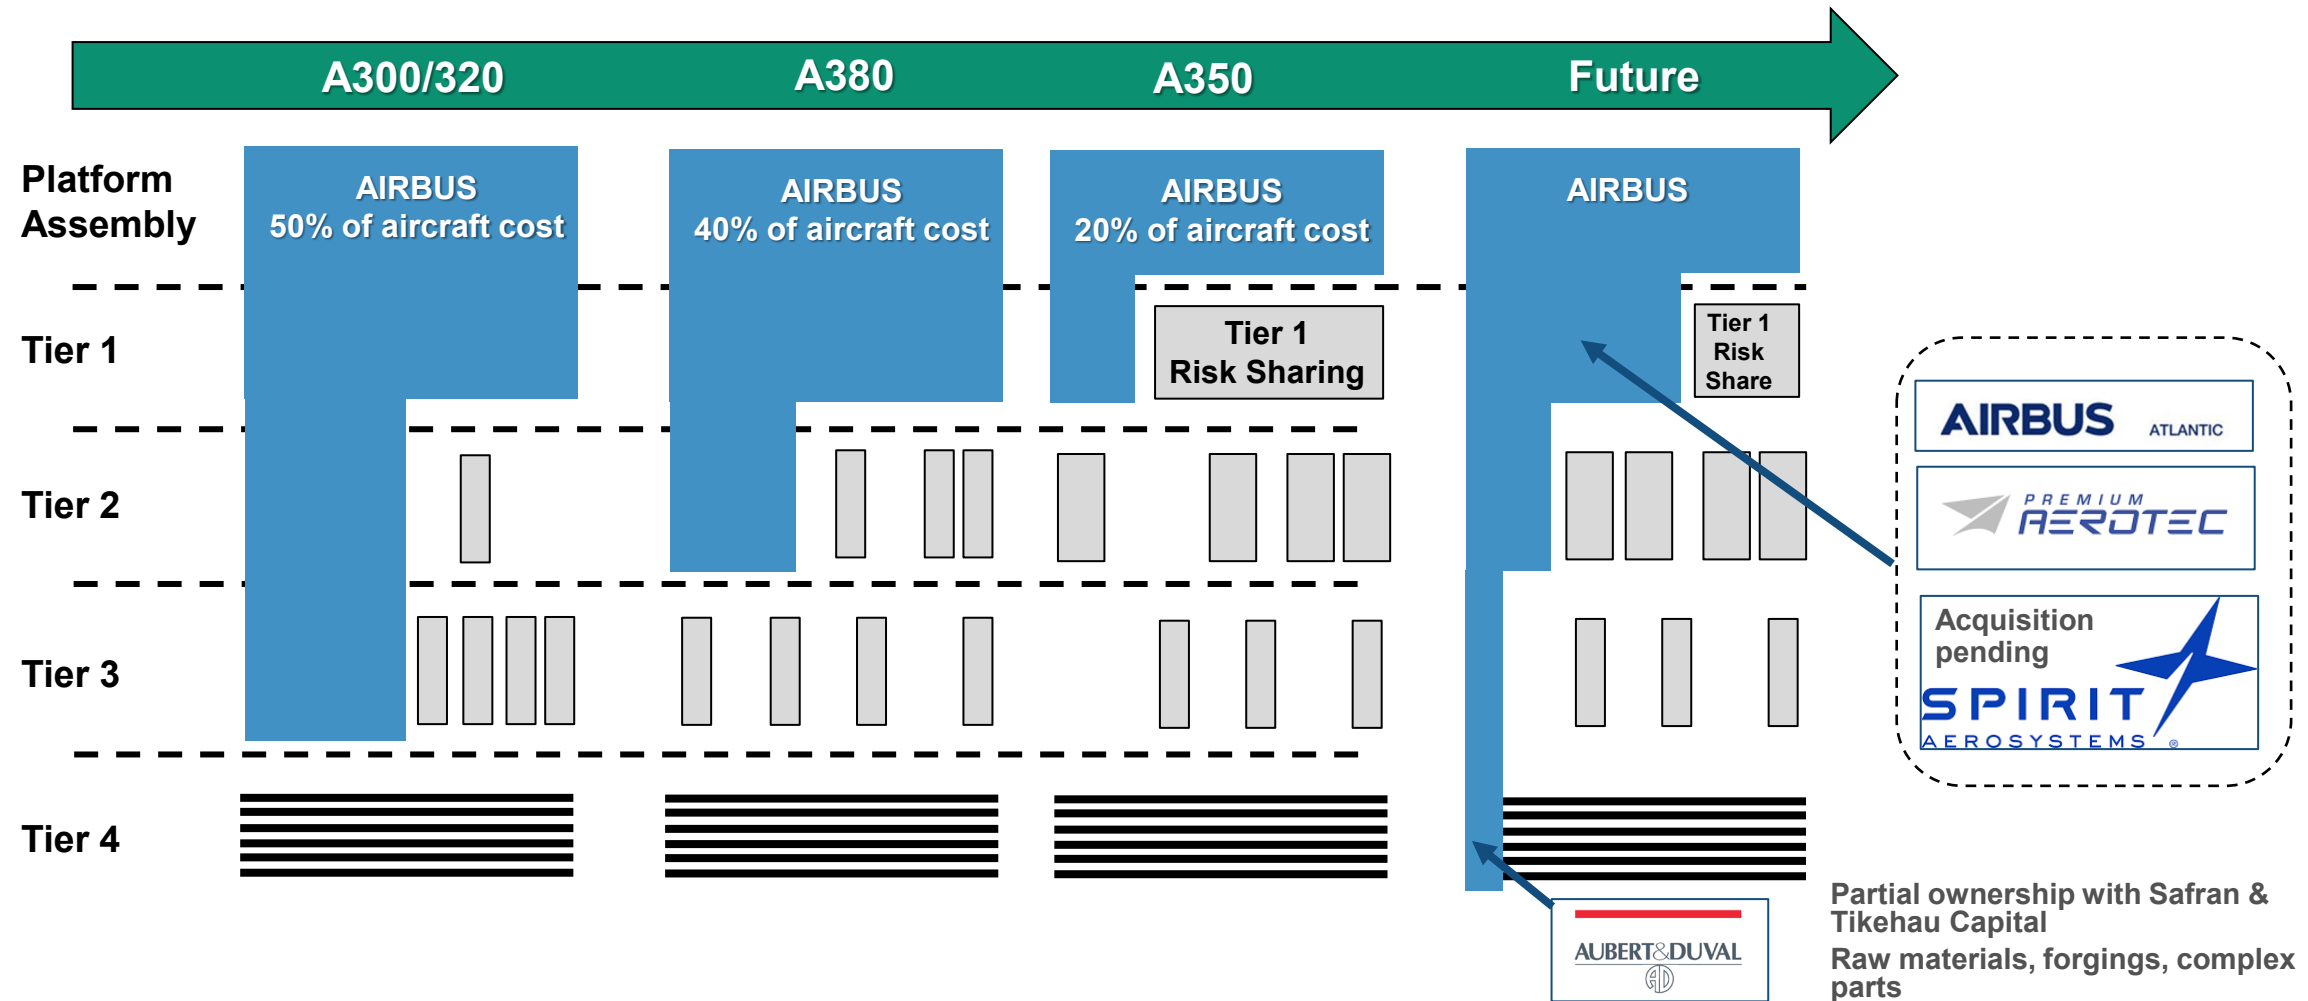 A300/320
A380
A350
Future
Platform
Assembly
AIRBUS
50% of aircraft cost
AIRBUS
40% of aircraft cost
AIRBUS
20% of aircraft cost
AIRBUS
Tier 1
Tier 1
Risk Sharing
Tier 1
Risk
Share
Tier 2
Tier 3
Tier 4
AIRBUS ATLANTIC
PREMIUM
AEROTEC
Acquisition
pending
SPIRIT
AEROSYSTEMS ®
AUBERT&DUVAL
AD
Partial ownership with Safran &
Tikehau Capital
Raw materials, forgings, complex
parts